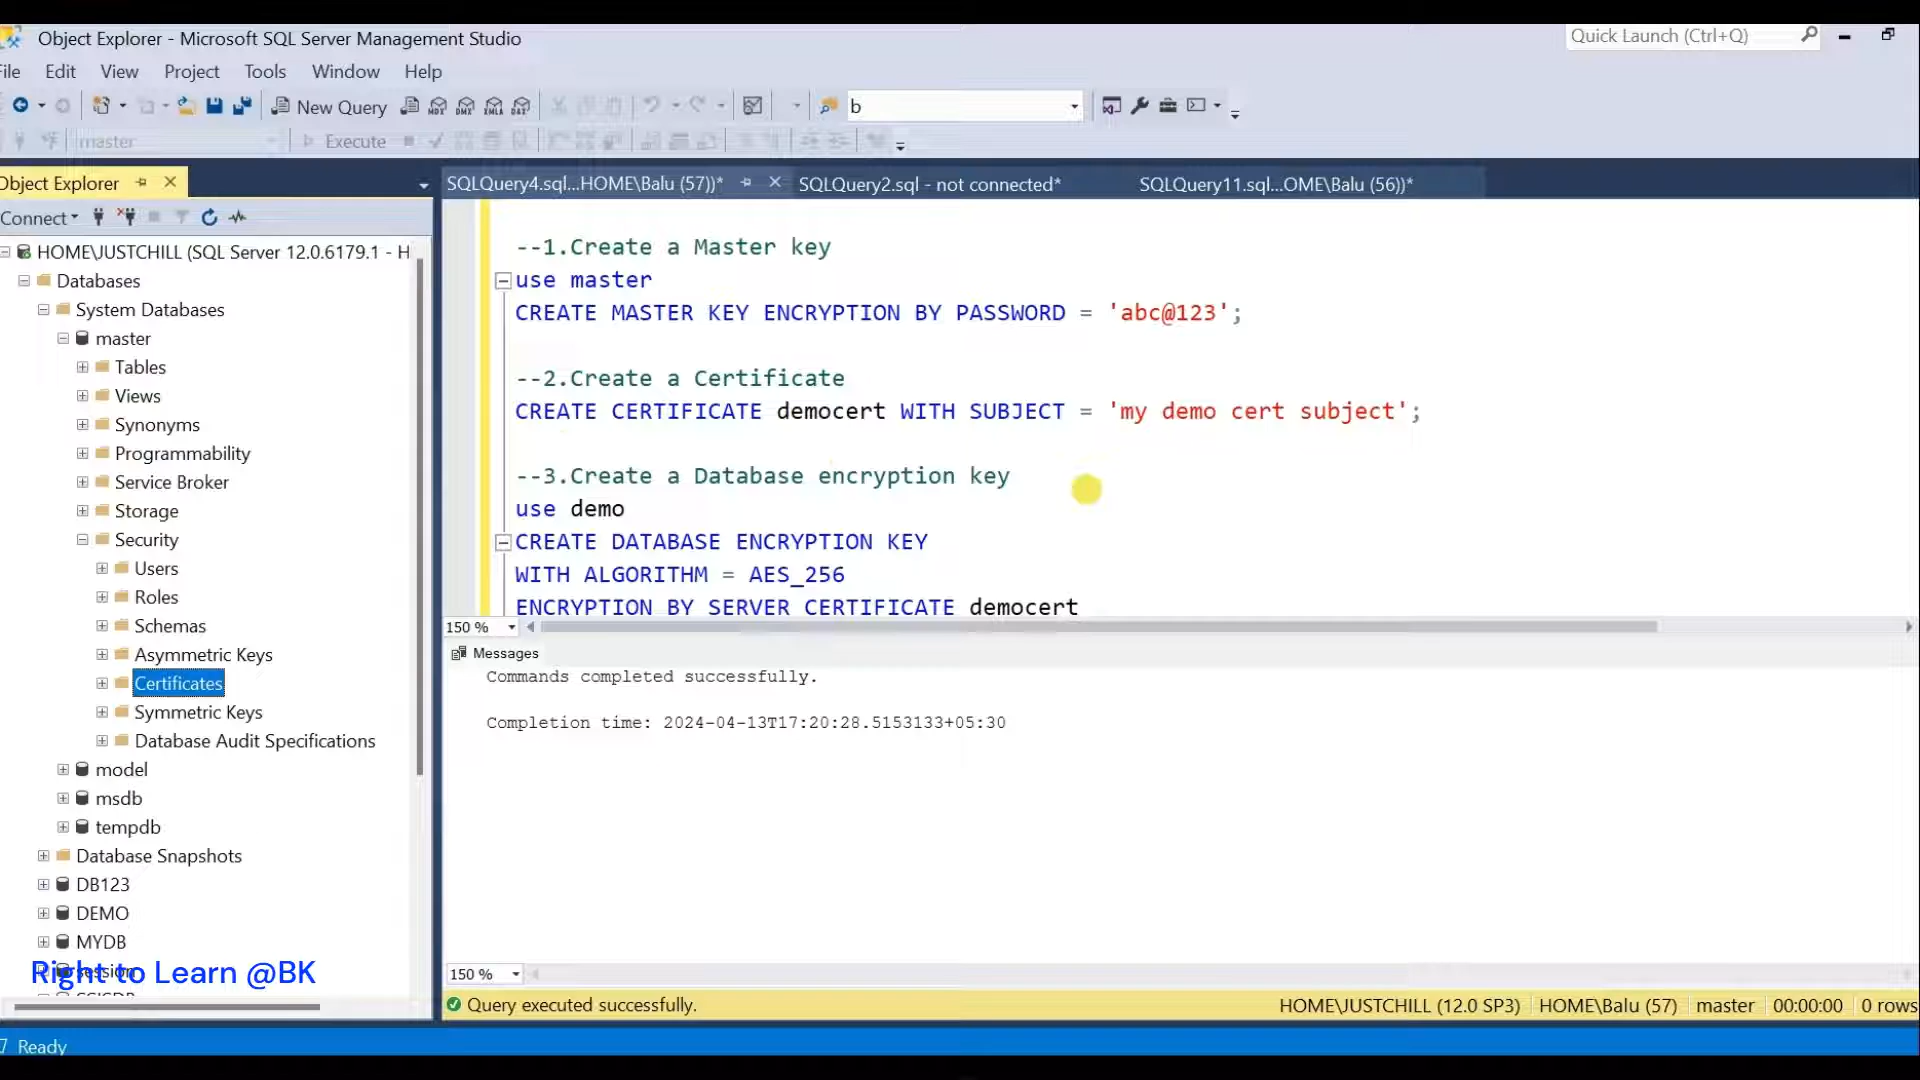 Object Explorer - Microsoft SQL Server Management Studio
Quick Launch (Ctrl+Q)
File Edit View Project Tools Window Help
New Query
b
master
Execute
Object Explorer
SQLQuery4.sql...HOME\Balu (57))*
SQLQuery2.sql - not connected*
SQLQuery11.sql...OME\Balu (56))*
Connect
HOME\JUSTCHILL (SQL Server 12.0.6179.1 - H
Databases
System Databases
master
Tables
Views
Synonyms
Programmability
Service Broker
Storage
Security
Users
Roles
Schemas
Asymmetric Keys
Certificates
Symmetric Keys
Database Audit Specifications
model
msdb
tempdb
Database Snapshots
DB123
DEMO
MYDB
session
Right to Learn @BK
--1.Create a Master key
use master
CREATE MASTER KEY ENCRYPTION BY PASSWORD = 'abc@123';
--2.Create a Certificate
CREATE CERTIFICATE democert WITH SUBJECT = 'my demo cert subject';
--3.Create a Database encryption key
use demo
CREATE DATABASE ENCRYPTION KEY
WITH ALGORITHM = AES_256
ENCRYPTION BY SERVER CERTIFICATE democert
150 %
Messages
Commands completed successfully.
Completion time: 2024-04-13T17:20:28.5153133+05:30
150 %
Query executed successfully.
HOME\JUSTCHILL (12.0 SP3)
HOME\Balu (57)
master
00:00:00
0 rows
Ready